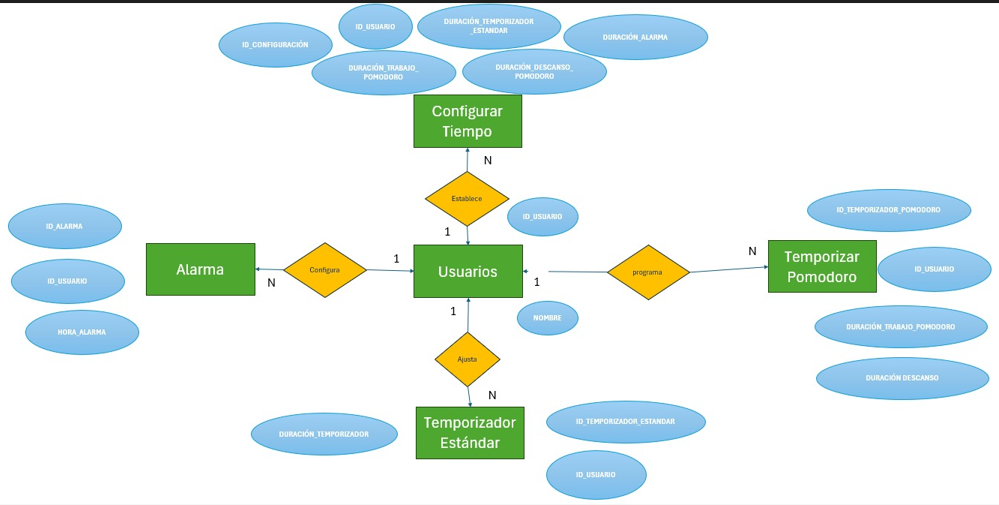 ID_CONFIGURACIÓN
ID_USUARIO
DURACIÓN_TEMPORIZADOR
_ESTANDAR
DURACIÓN_ALARMA
DURACIÓN_TRABAJO_
POMODORO
DURACIÓN_DESCANSO_
POMODORO
Configurar
Tiempo
N
Establece
1
ID_USUARIO
ID_ALARMA
ID_USUARIO
HORA_ALARMA
Alarma
N
Configura
1
Usuarios
1
programa
N
Temporizar
Pomodoro
ID_TEMPORIZADOR_POMODORO
ID_USUARIO
DURACIÓN_TRABAJO_POMODORO
DURACIÓN DESCANSO
NOMBRE
1
Ajusta
N
Temporizador
Estándar
DURACIÓN_TEMPORIZADOR
ID_TEMPORIZADOR_ESTANDAR
ID_USUARIO